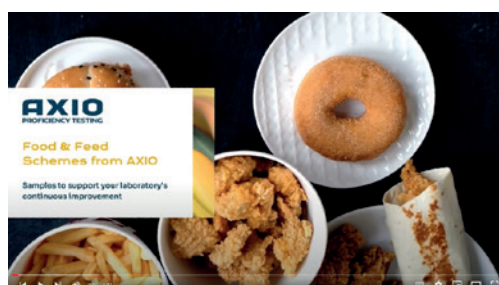 AXIO
PROFICIENCY TESTING
Food & Feed
Schemes from AXIO
Samples to support your laboratory's
continuous improvement